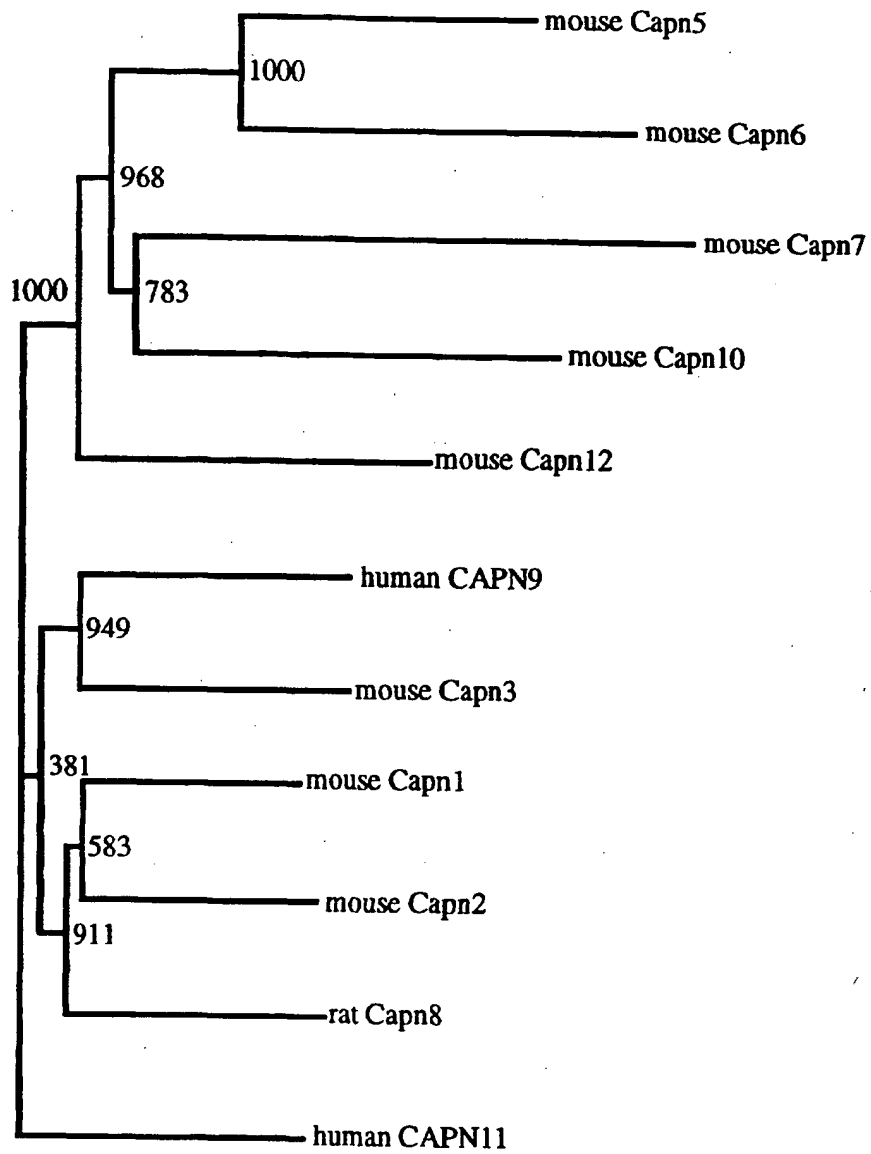 mouse Capn5
1000
mouse Capn6
968
mouse Capn7
1000
783
mouse Capn10
mouse Capn12
human CAPN9
949
mouse Capn3
381
mouse Capn1
583
mouse Capn2
911
rat Capn8
human CAPN11